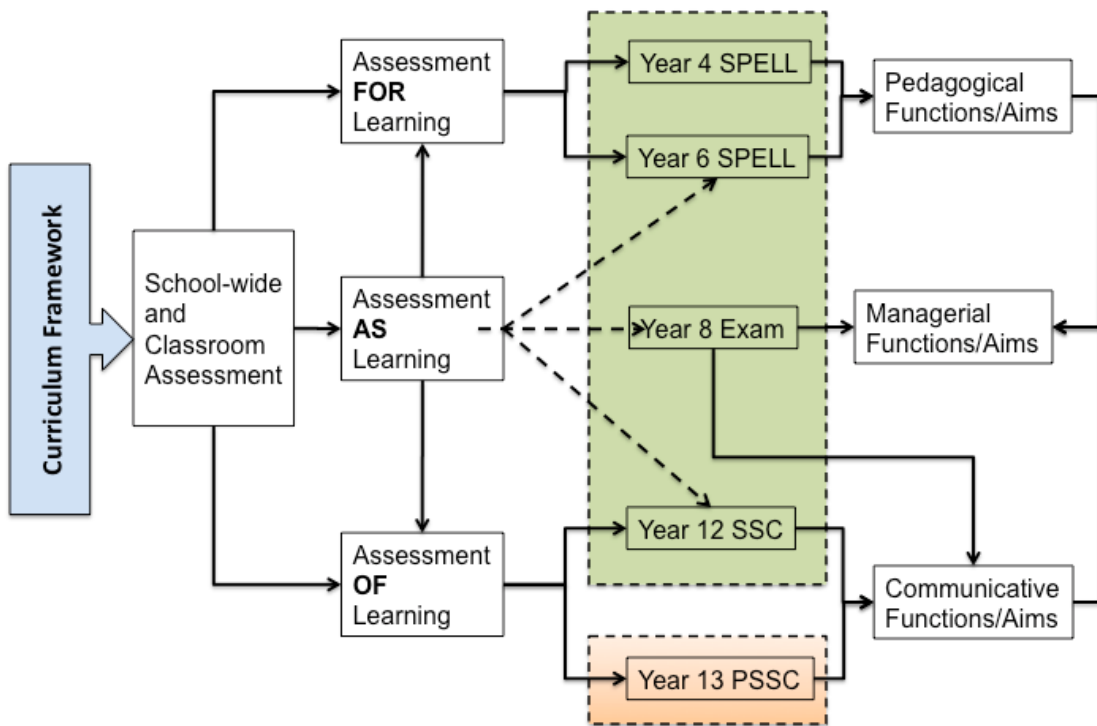 Curriculum Framework
School-wide
and
Classroom
Assessment
Assessment
FOR
Learning
Assessment
AS
Learning
Assessment
OF
Learning
Year 4 SPELL
Year 6 SPELL
Year 8 Exam
Year 12 SSC
Year 13 PSSC
Pedagogical
Functions/Aims
Managerial
Functions/Aims
Communicative
Functions/Aims